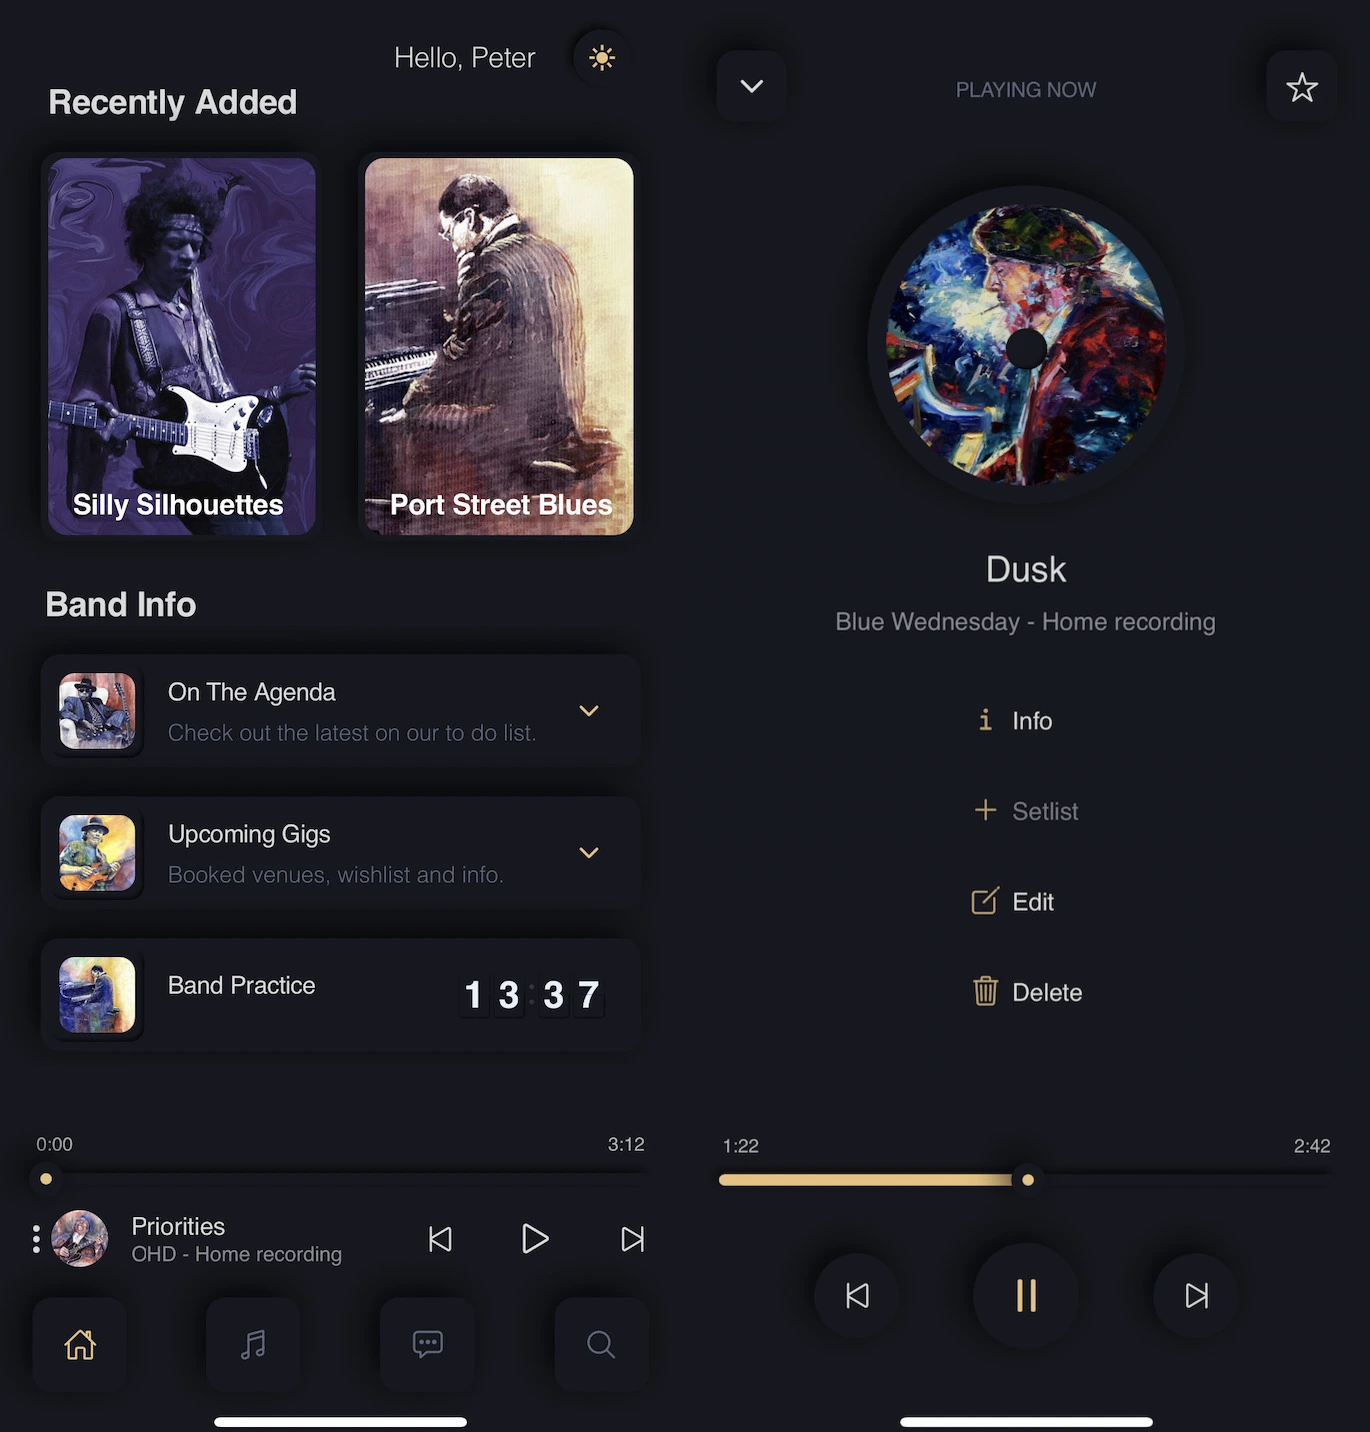 Hello, Peter
Recently Added
Silly Silhouettes
Port Street Blues
Band Info
On The Agenda
Check out the latest on our to do list.
Upcoming Gigs
Booked venues, wishlist and info.
Band Practice
13:37
0:00
3:12
Priorities
OHD - Home recording
PLAYING NOW
Dusk
Blue Wednesday - Home recording
Info
Setlist
Edit
Delete
1:22
2:42